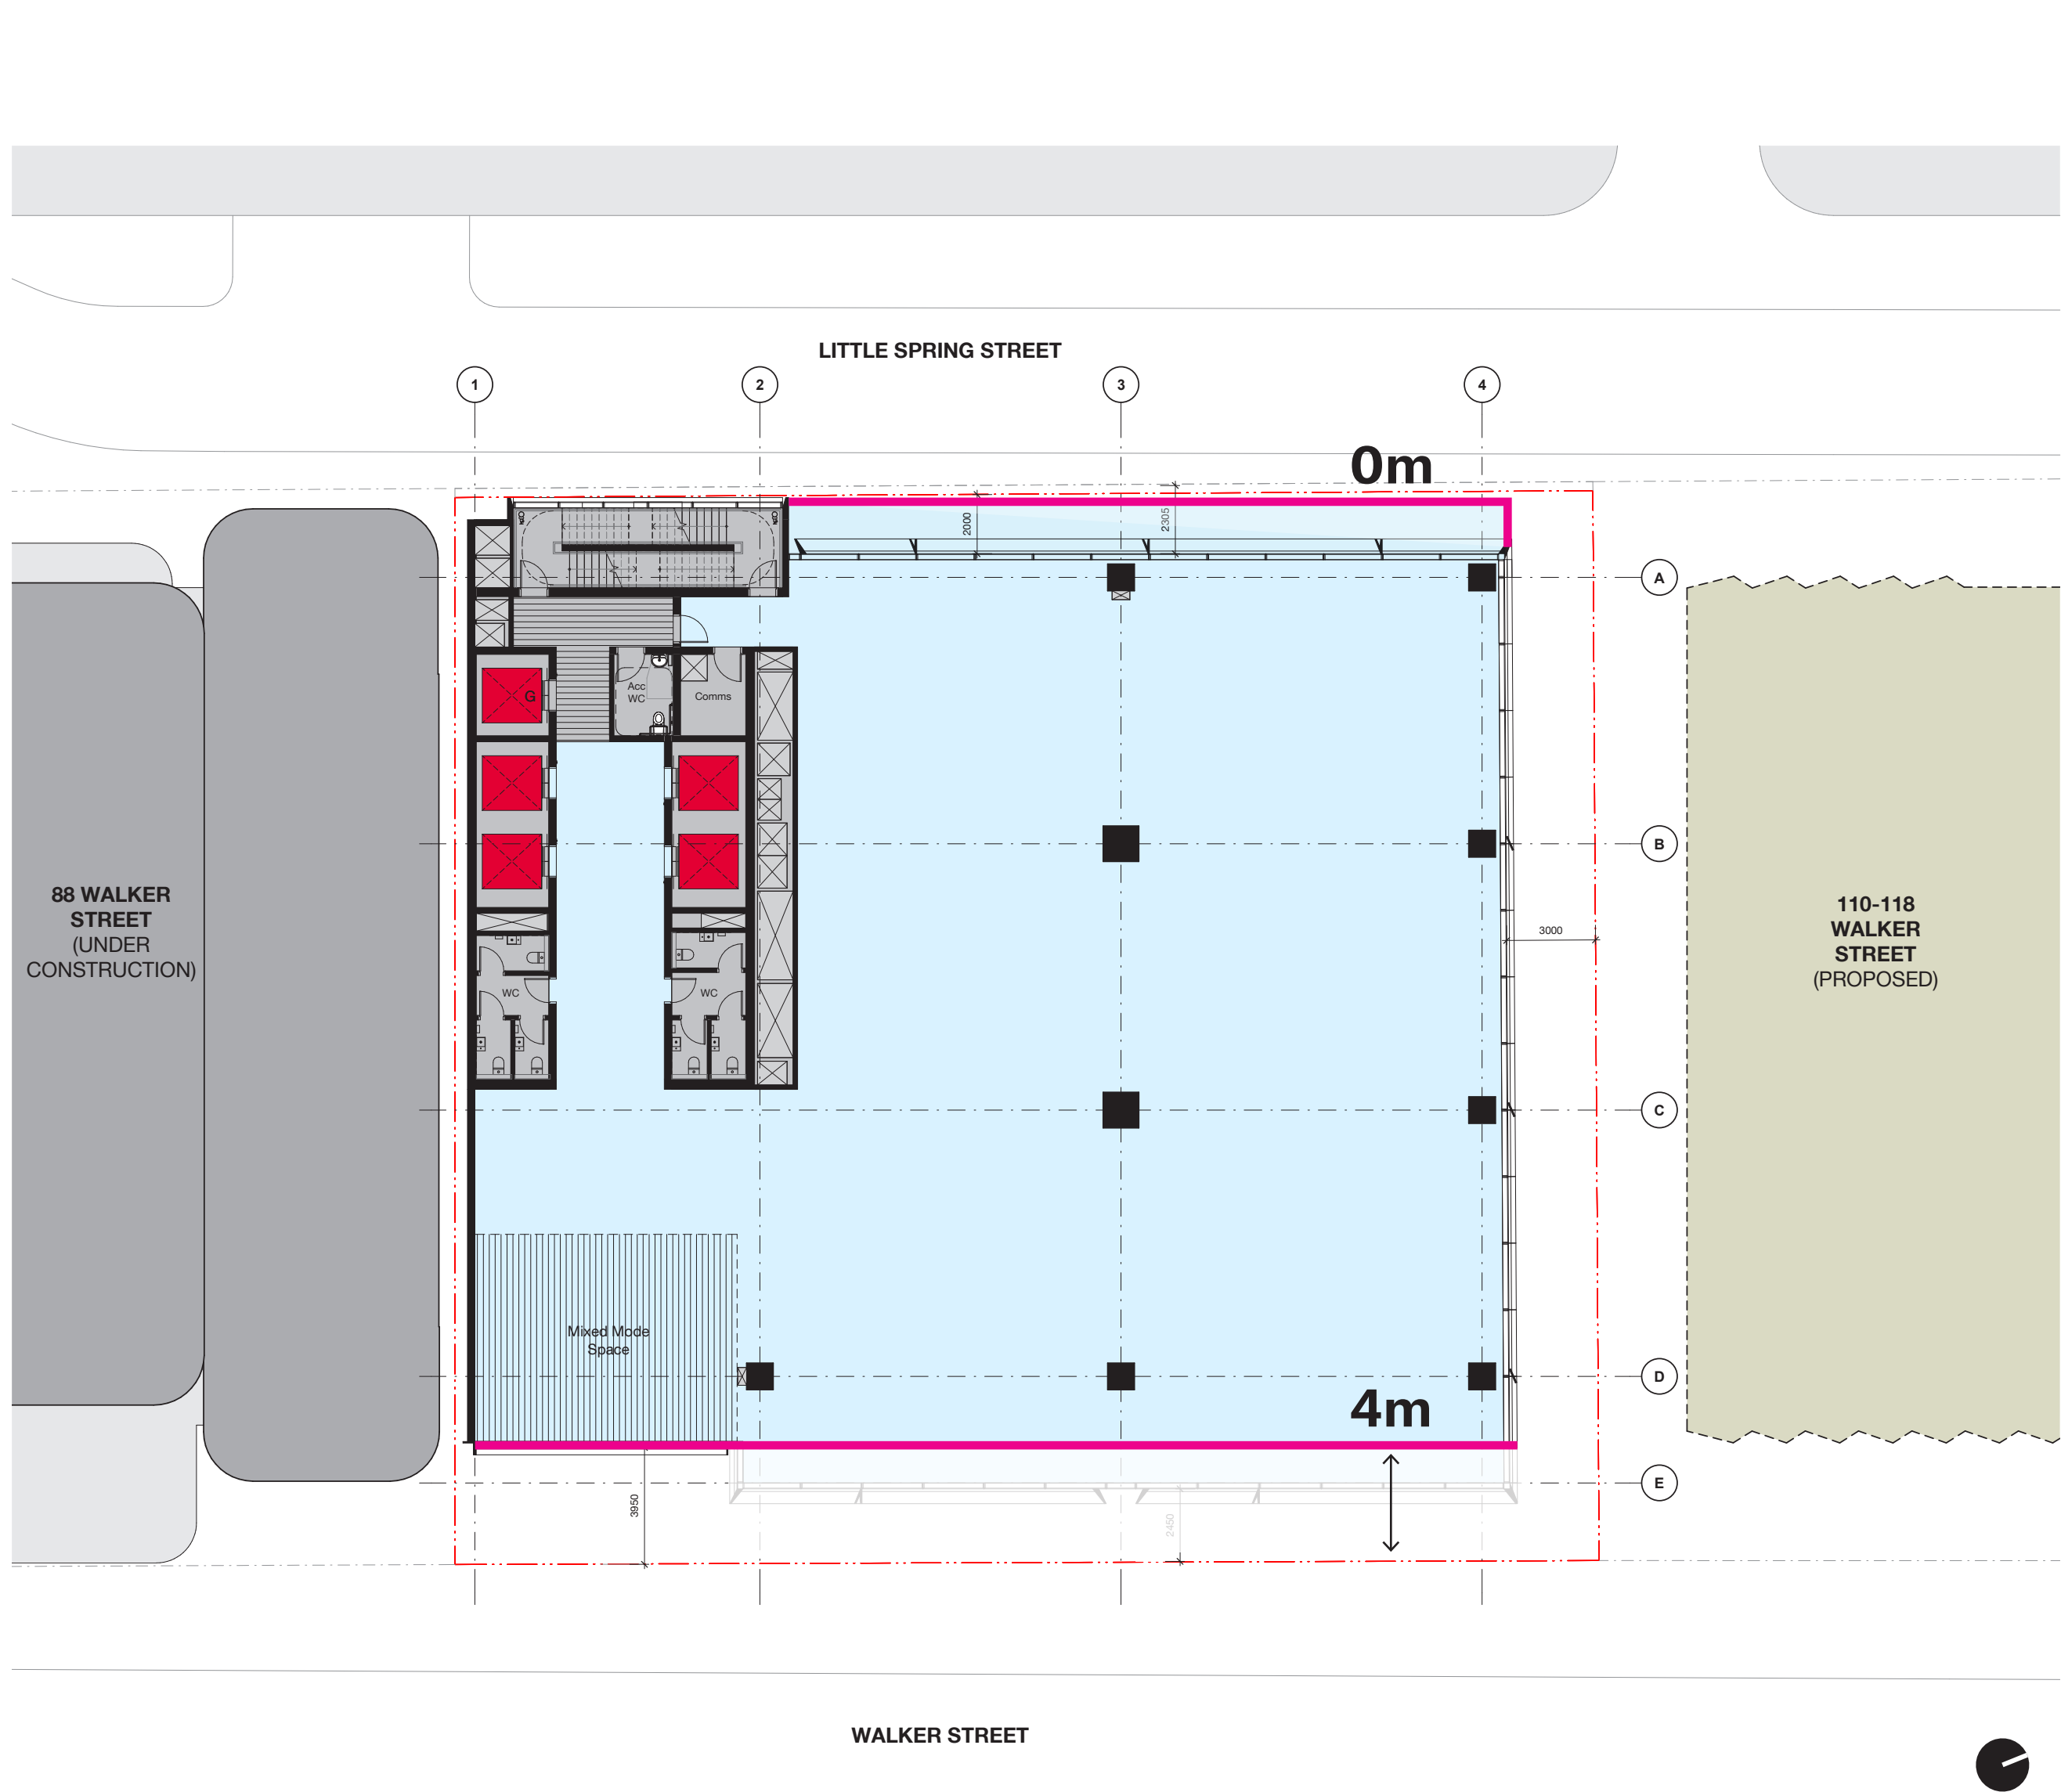 LITTLE SPRING STREET
1
2
3
4
0m
2000
2305
A
G
Acc
WC
Comms
B
88 WALKER
STREET
(UNDER
CONSTRUCTION)
110-118
WALKER
STREET
(PROPOSED)
3000
WC
WC
C
Mixed Mode
Space
D
4m
E
3950
2450
WALKER STREET